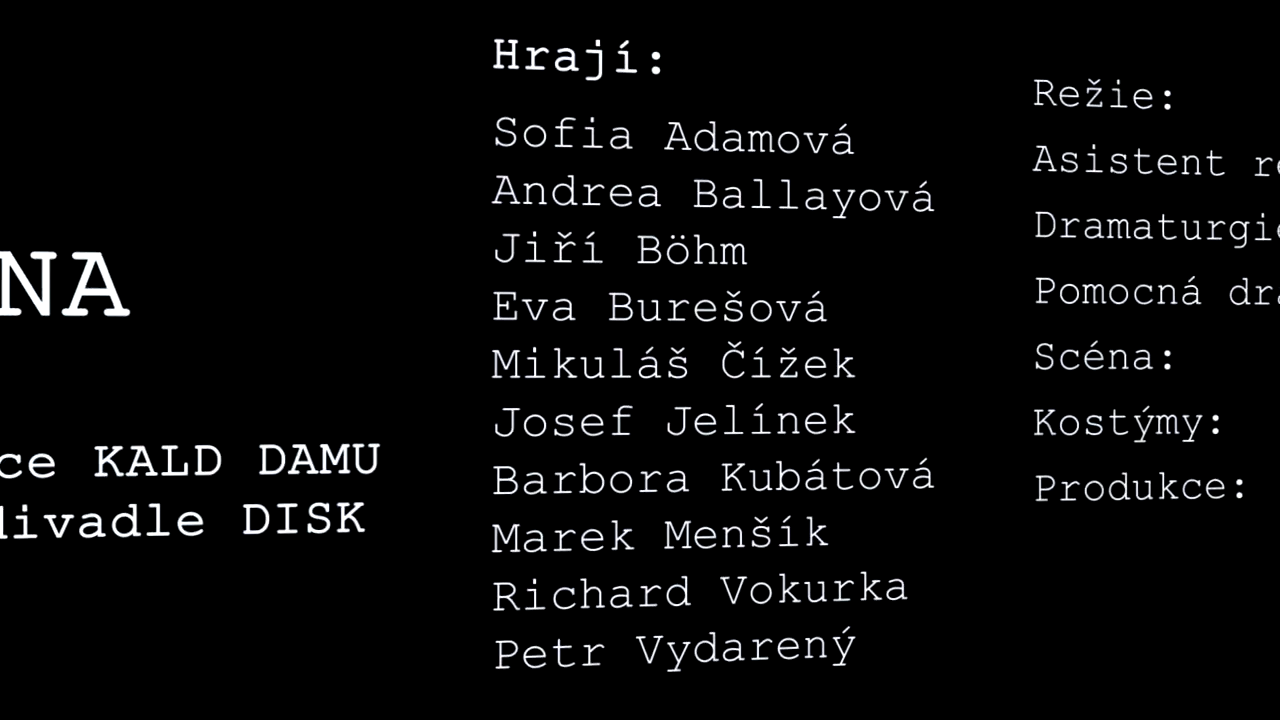 NA
ce KALD DAMU
divadle DISK
Hrají:
Sofia Adamová
Andrea Ballayová
Jiří Böhm
Eva Burešová
Mikuláš Čížek
Josef Jelínek
Barbora Kubátová
Marek Menšík
Richard Vokurka
Petr Vydarený
Režie:
Asistent
Dramaturgie
Pomocná
Scéna:
Kostýmy:
Produkce: